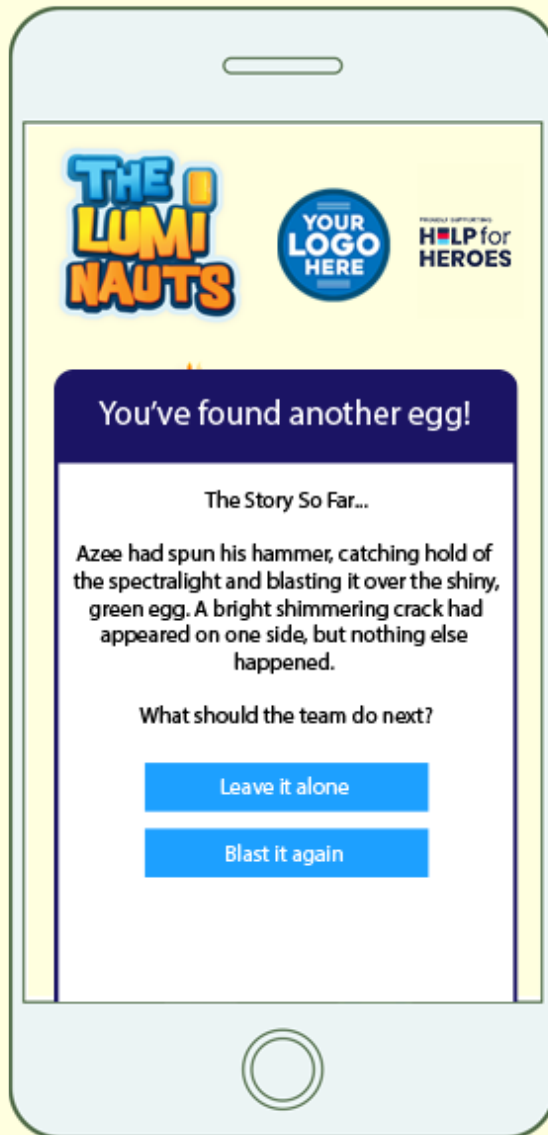 THE
LUMI
NAUTS
YOUR
LOGO
HERE
PROUDLY SUPPORTING
HELP for
HEROES
You've found another egg!
The Story So Far...
Azee had spun his hammer, catching hold of
the spectralight and blasting it over the shiny,
green egg. A bright shimmering crack had
appeared on one side, but nothing else
happened.
What should the team do next?
Leave it alone
Blast it again